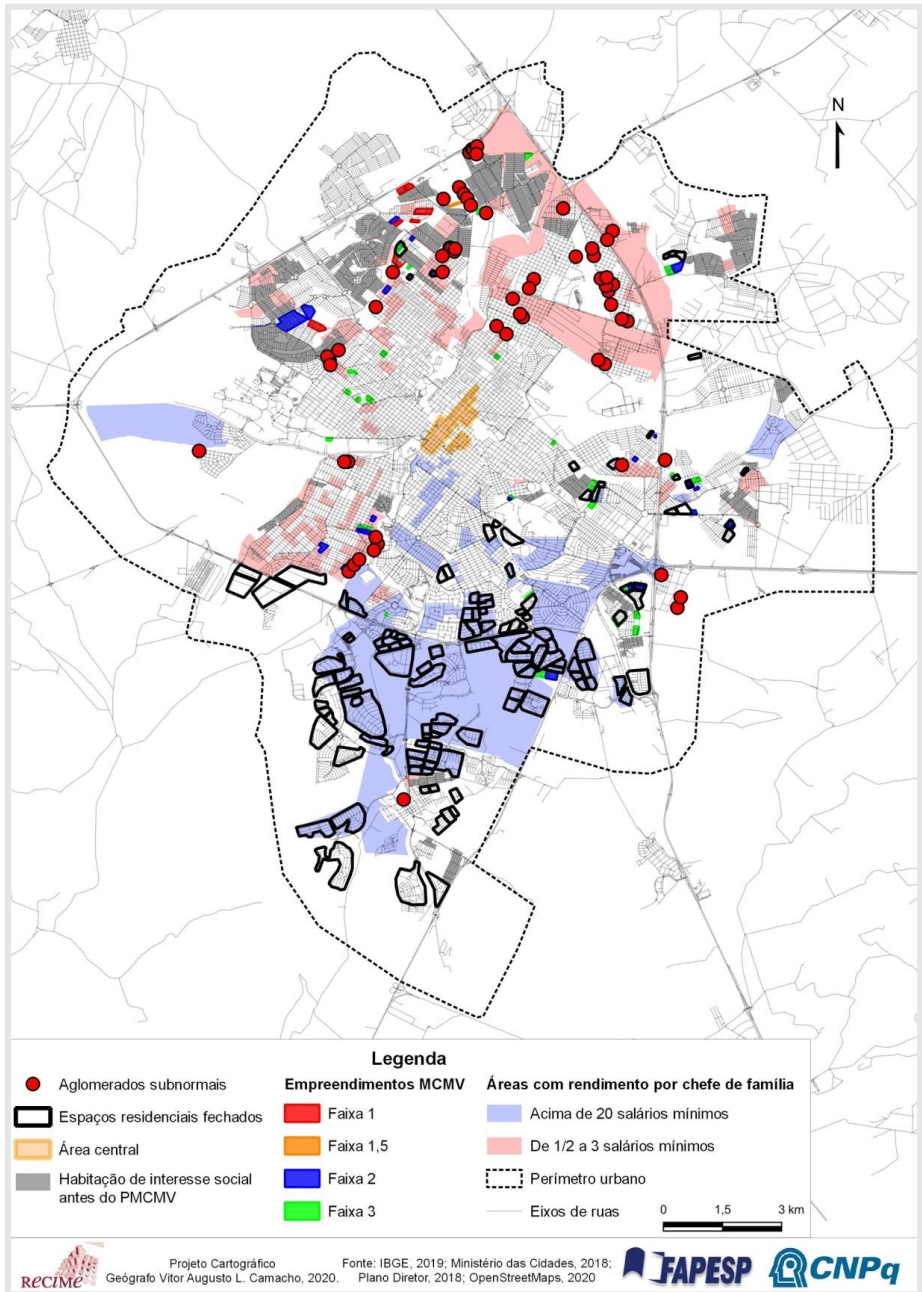 N
Legenda
Aglomerados subnormais
Espaços residenciais fechados
Área central
Habitação de interesse social
antes do PMCMV
Empreendimentos MCMV
Faixa 1
Faixa 1,5
Faixa 2
Faixa 3
Áreas com rendimento por chefe de família
Acima de 20 salários mínimos
De 1/2 a 3 salários mínimos
Perímetro urbano
Eixos de ruas
0 1,5 3 km
ReCiMe
Projeto Cartográfico
Geógrafo Vitor Augusto L. Camacho, 2020.
Fonte: IBGE, 2019; Ministério das Cidades, 2018;
Plano Diretor, 2018; OpenStreetMaps, 2020
FAPESP
CNPq